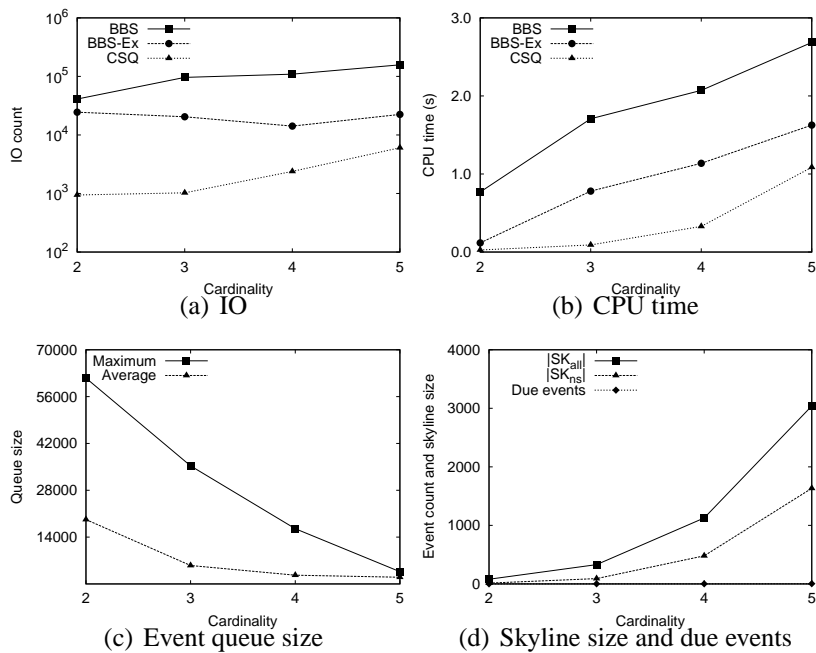 10^6
BBS
BBS-Ex
CSQ
10^5
10^4
10^3
10^2
IO count
2 3 4 5
Cardinality
(a) IO
3.0
BBS
BBS-Ex
CSQ
2.0
1.0
0.0
CPU time (s)
2 3 4 5
Cardinality
(b) CPU time
70000
Maximum
Average
56000
42000
28000
14000
Queue size
2 3 4 5
Cardinality
(c) Event queue size
4000
|SK_all|
|SK_ns|
Due events
3000
2000
1000
0
Event count and skyline size
2 3 4 5
Cardinality
(d) Skyline size and due events